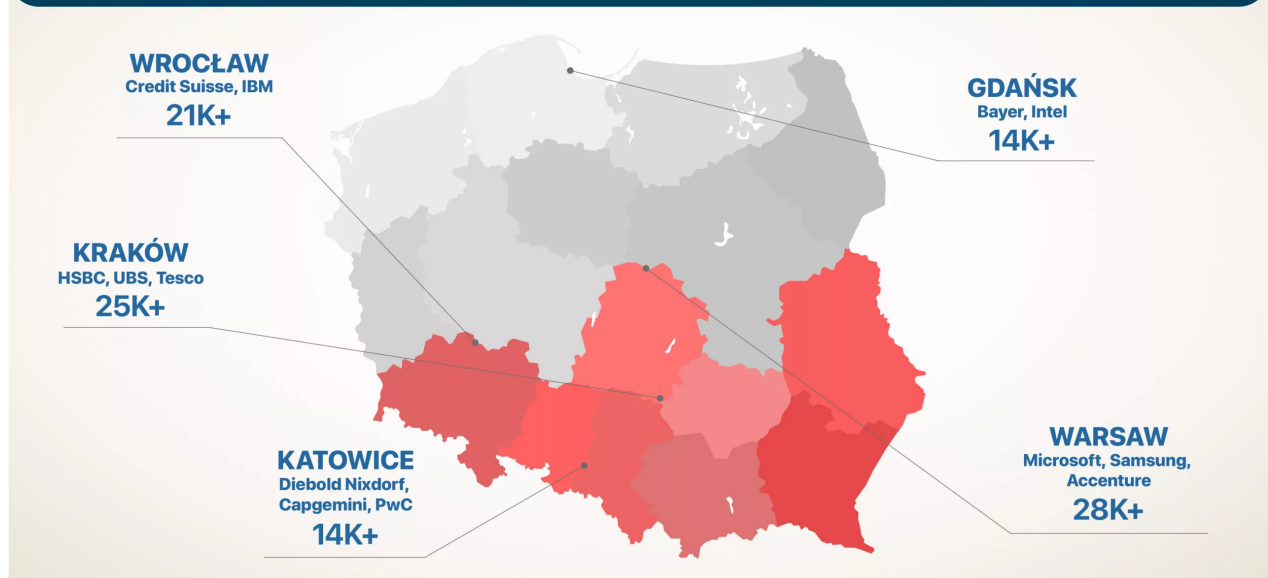 WROCŁAW
Credit Suisse, IBM
21K+
GDAŃSK
Bayer, Intel
14K+
KRAKÓW
HSBC, UBS, Tesco
25K+
KATOWICE
Diebold Nixdorf,
Capgemini, PwC
14K+
WARSAW
Microsoft, Samsung,
Accenture
28K+